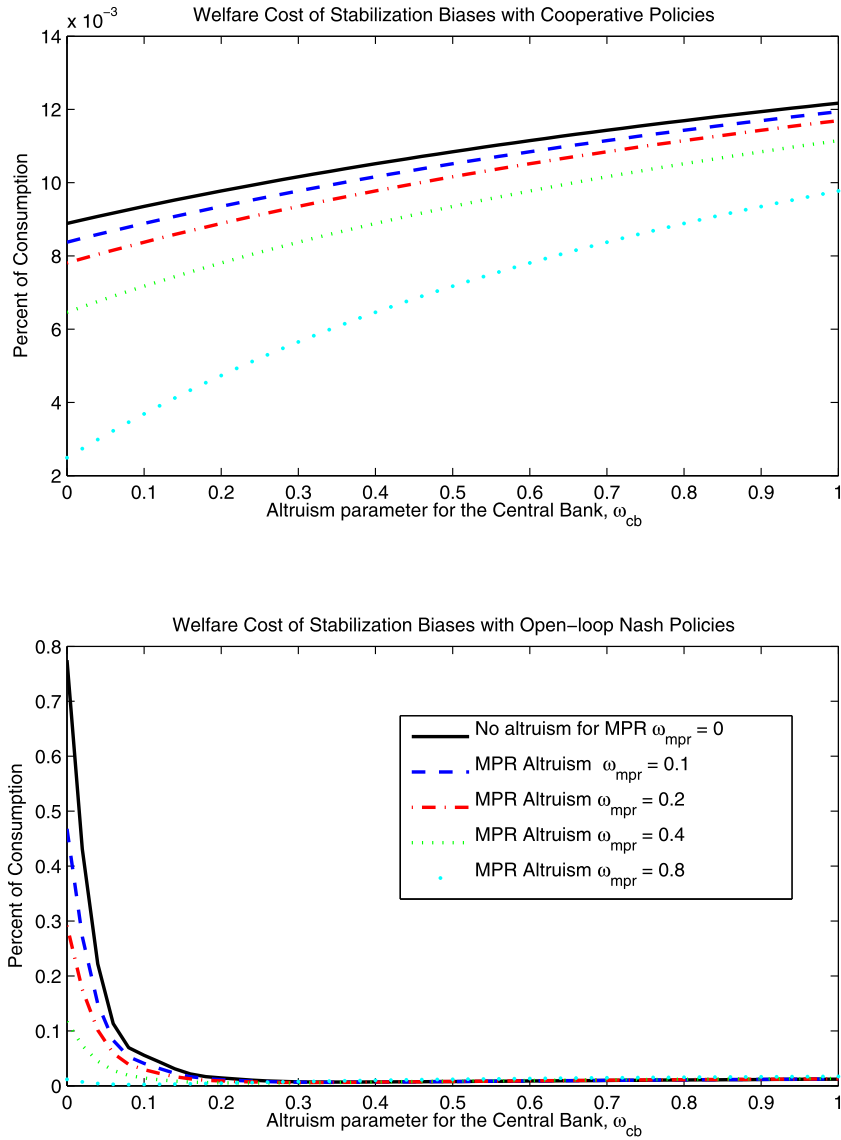 Welfare Cost of Stabilization Biases with Cooperative Policies
x 10⁻³
14
12
10
8
6
4
2
Percent of Consumption
0 0.1 0.2 0.3 0.4 0.5 0.6 0.7 0.8 0.9 1
Altruism parameter for the Central Bank, ω_cb
Welfare Cost of Stabilization Biases with Open−loop Nash Policies
0.8
0.7
0.6
0.5
0.4
0.3
0.2
0.1
0
Percent of Consumption
No altruism for MPR ω_mpr = 0
MPR Altruism ω_mpr = 0.1
MPR Altruism ω_mpr = 0.2
MPR Altruism ω_mpr = 0.4
MPR Altruism ω_mpr = 0.8
0 0.1 0.2 0.3 0.4 0.5 0.6 0.7 0.8 0.9 1
Altruism parameter for the Central Bank, ω_cb